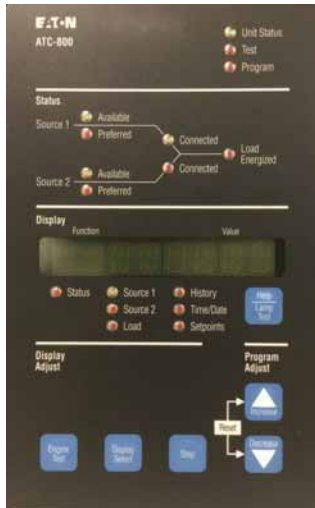 EATON
ATC-800
Unit Status
Test
Program
Status
Source 1
Available
Preferred
Connected
Load
Energized
Connected
Source 2
Available
Preferred
Display
Function
Value
Status
Source 1
History
Source 2
Time/Date
Load
Setpoints
Help
Lamp
Test
Display
Adjust
Program
Adjust
Increase
Reset
Decrease
Engine
Test
Display
Select
Step